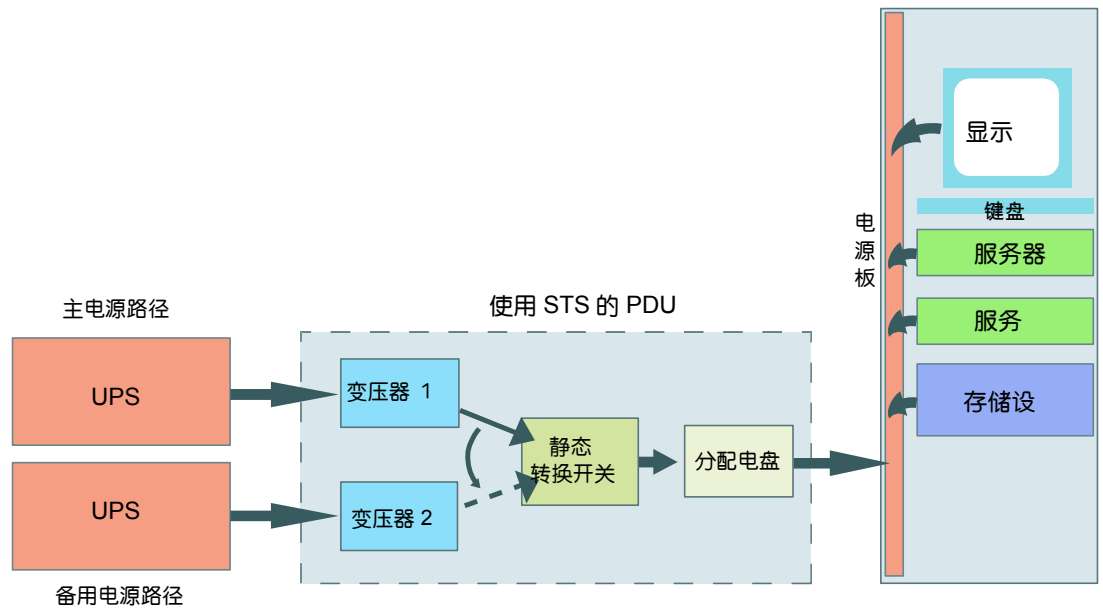 显示
键盘
电
源
板
服务器
服务
存储设
使用 STS 的 PDU
主电源路径
UPS
变压器 1
静态
转换开关
分配电盘
UPS
变压器 2
备用电源路径